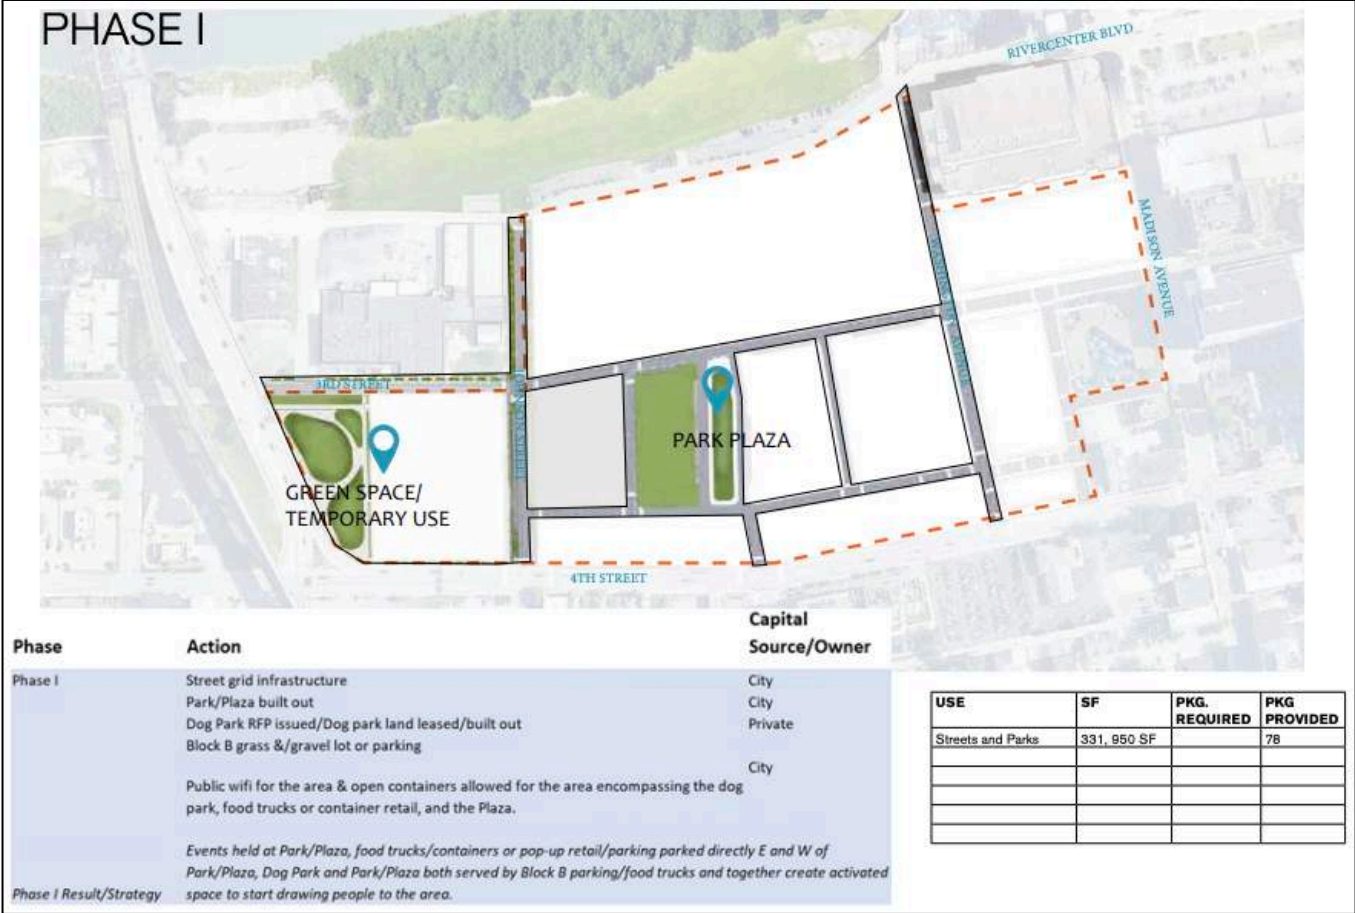 PHASE I
RIVERCENTER BLVD
MADISON AVENUE
WASHINGTON AVENUE
3RD STREET
JOHNSON STREET
PARK PLAZA
GREEN SPACE/
TEMPORARY USE
4TH STREET
Phase Action Capital Source/Owner
Phase I Street grid infrastructure City
Park/Plaza built out City
Dog Park RFP issued/Dog park land leased/built out Private
Block B grass &/gravel lot or parking
City
Public wifi for the area & open containers allowed for the area encompassing the dog
park, food trucks or container retail, and the Plaza.
Events held at Park/Plaza, food trucks/containers or pop-up retail/parking parked directly E and W of
Park/Plaza, Dog Park and Park/Plaza both served by Block B parking/food trucks and together create activated
Phase I Result/Strategy space to start drawing people to the area.
USE SF PKG. REQUIRED PKG PROVIDED
Streets and Parks 331, 950 SF 78